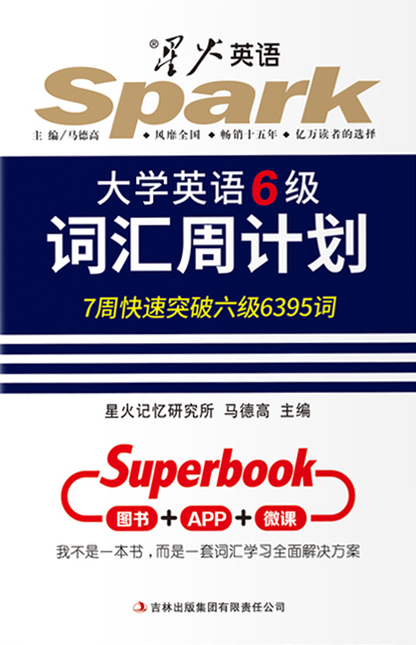 ®星火英语
Spark
主 编/马德高 ◆ 风靡全国 ◆ 畅销十五年 ◆ 亿万读者的选择
大学英语6级
词汇周计划
7周快速突破六级6395词
星火记忆研究所 马德高 主编
Superbook
图书+APP+微课
我不是一本书，而是一套词汇学习全面解决方案
吉林出版集团有限责任公司